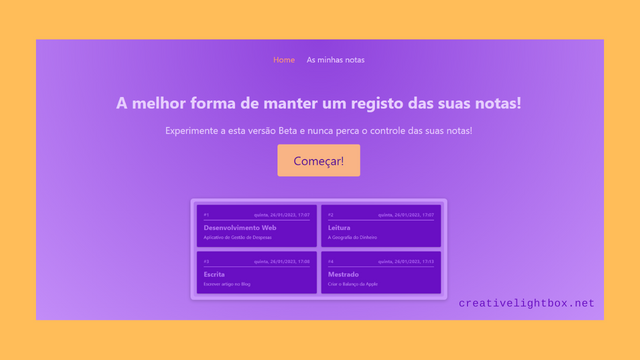 Home As minhas notas
A melhor forma de manter um registo das suas notas!
Experimente a esta versão Beta e nunca perca o controle das suas notas!
Começar!
#1 quinta, 26/01/2023, 17:07
Desenvolvimento Web
Aplicativo de Gestão de Despesas
#2 quinta, 26/01/2023, 17:07
Leitura
A Geografia do Dinheiro
#3 quinta, 26/01/2023, 17:08
Escrita
Escrever artigo no Blog
#4 quinta, 26/01/2023, 17:11
Mestrado
Criar o Balanço da Apple
creativelightbox.net